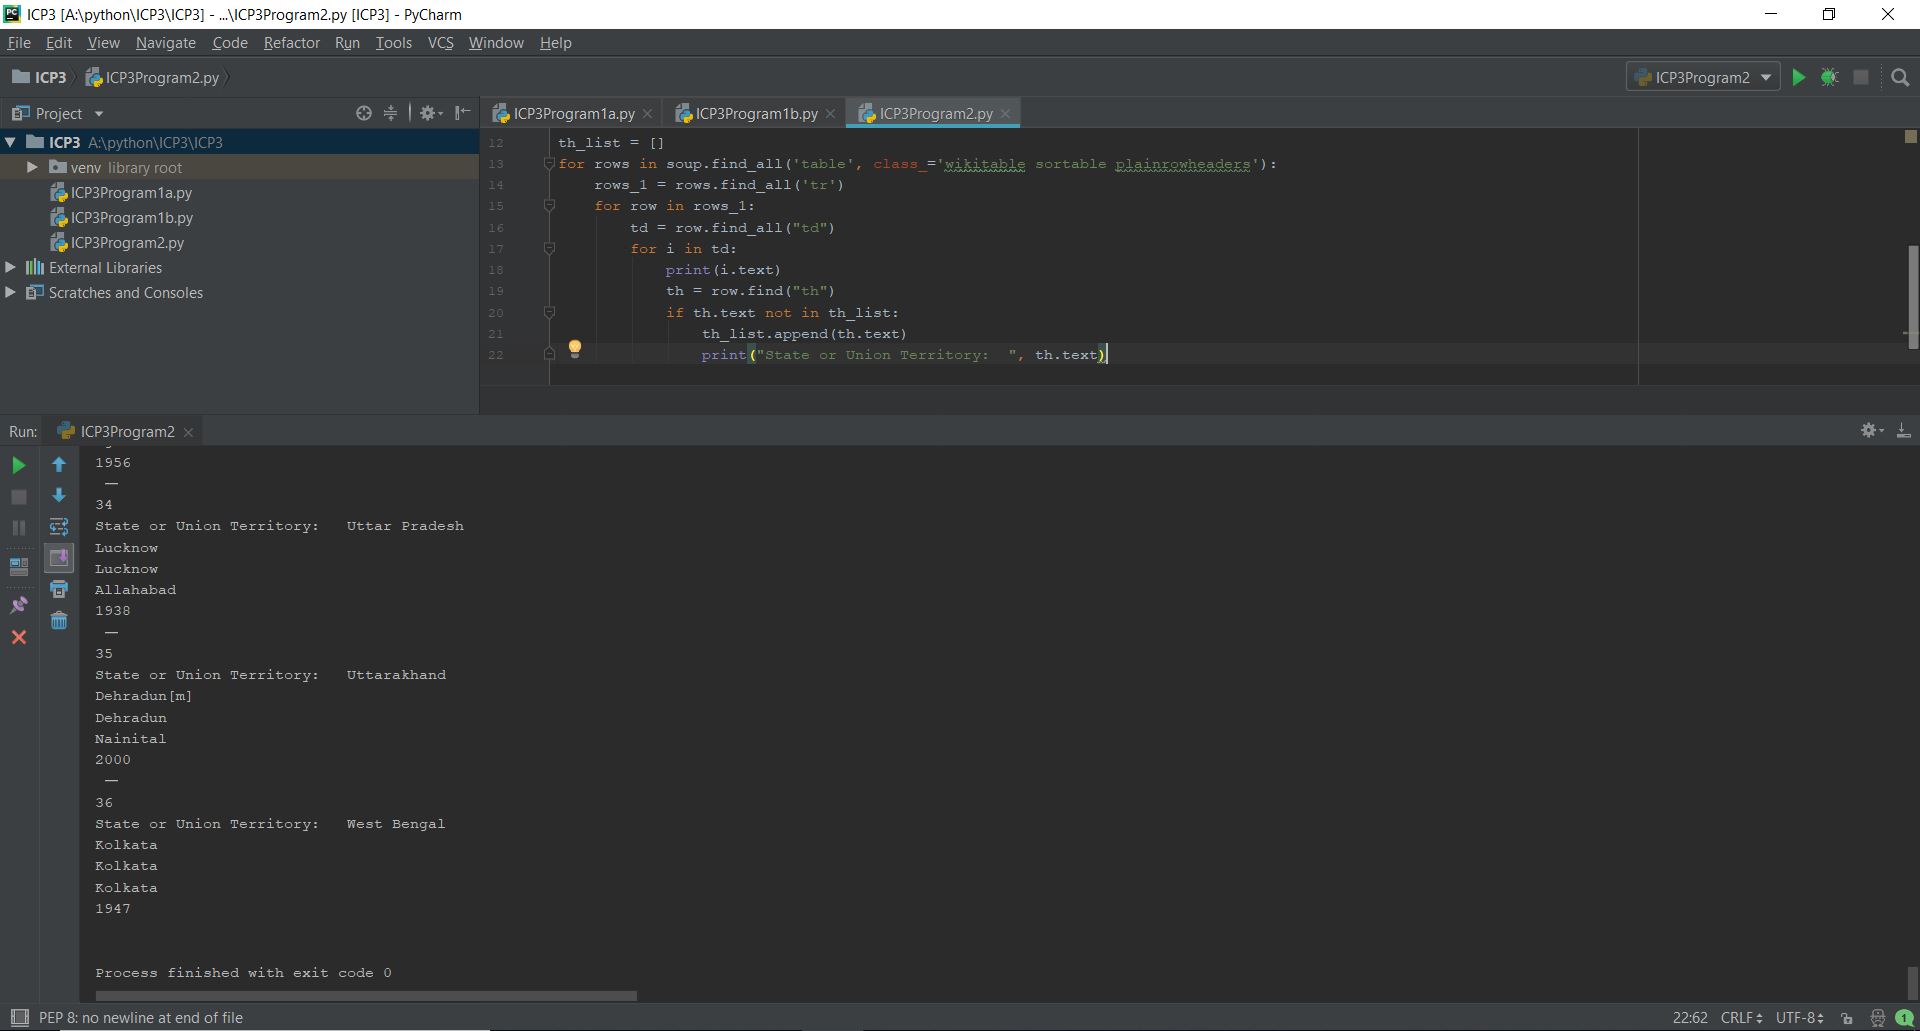 ICP3 [A:\python\ICP3\ICP3] - ...\ICP3Program2.py [ICP3] - PyCharm
File Edit View Navigate Code Refactor Run Tools VCS Window Help
ICP3 ICP3Program2.py ICP3Program2
Project ICP3Program1a.py ICP3Program1b.py ICP3Program2.py
ICP3 A:\python\ICP3\ICP3
venv library root
ICP3Program1a.py
ICP3Program1b.py
ICP3Program2.py
External Libraries
Scratches and Consoles
12 th_list = []
13 for rows in soup.find_all('table', class_='wikitable sortable plainrowheaders'):
14 rows_1 = rows.find_all('tr')
15 for row in rows_1:
16 td = row.find_all("td")
17 for i in td:
18 print(i.text)
19 th = row.find("th")
20 if th.text not in th_list:
21 th_list.append(th.text)
22 print("State or Union Territory:  ", th.text)
Run: ICP3Program2
1956
—
34
State or Union Territory:   Uttar Pradesh
Lucknow
Lucknow
Allahabad
1938
—
35
State or Union Territory:   Uttarakhand
Dehradun[m]
Dehradun
Nainital
2000
—
36
State or Union Territory:   West Bengal
Kolkata
Kolkata
Kolkata
1947
Process finished with exit code 0
PEP 8: no newline at end of file 22:62 CRLF UTF-8 1